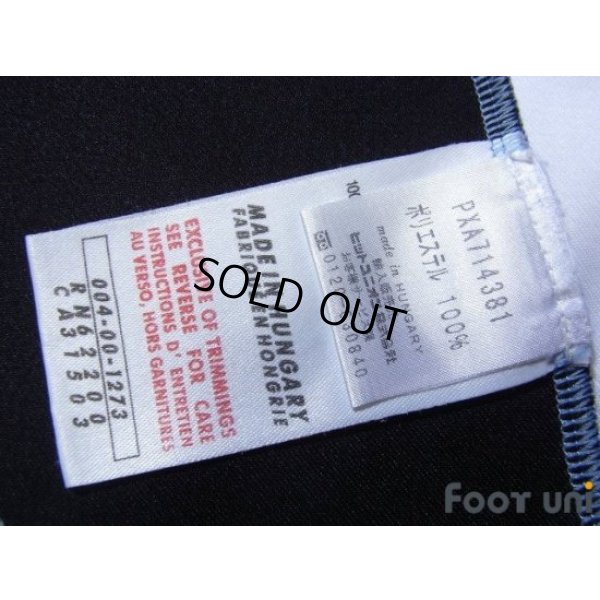 PXA714381
ポリエステル 100%
made in HUNGARY
10
MADE IN HUNGARY
FABRI EN HONGRIE
EXCLUSIVE OF TRIMMINGS
SEE REVERSE FOR CARE
INSTRUCTIONS D' ENTRETIEN
AU VERSO, HORS GARNITURES
004-00-1273
RN62200
CA31503
SOLD OUT
FOOT UNI